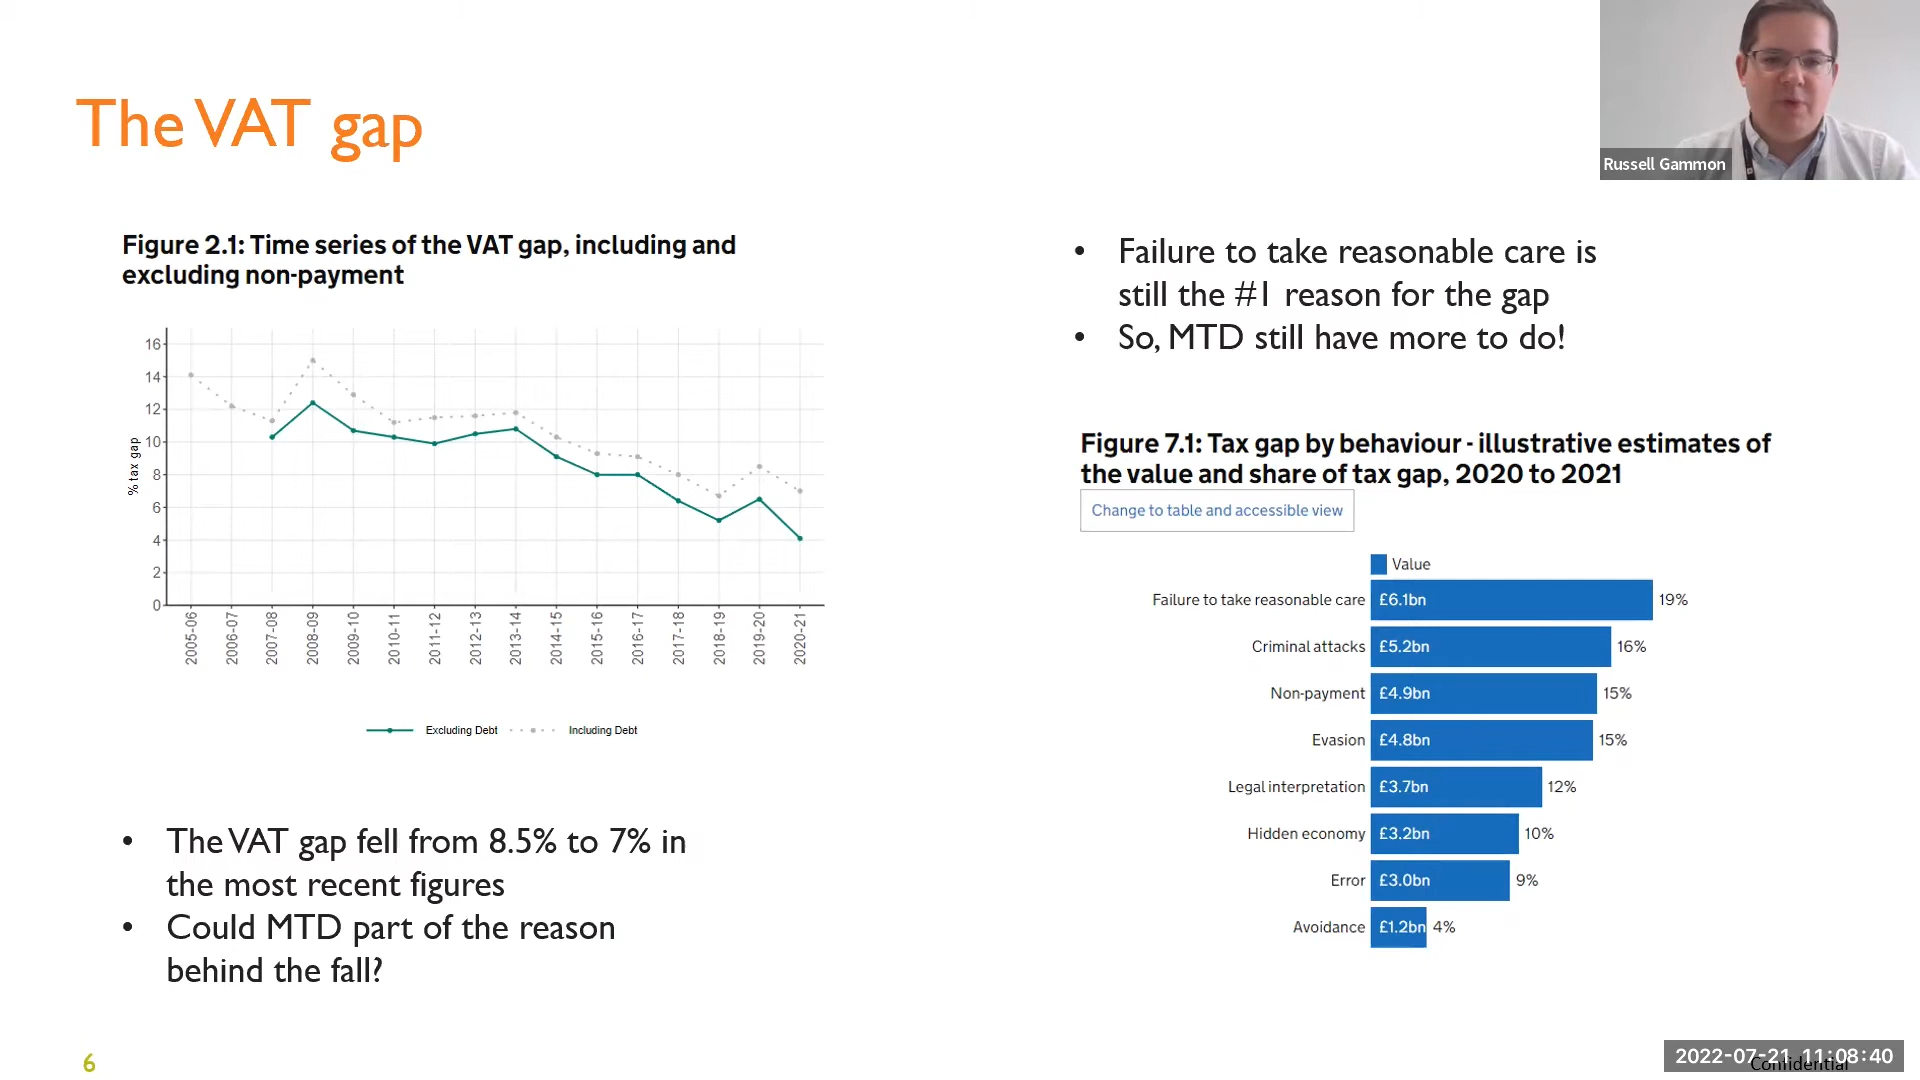 The VAT gap
Russell Gammon
Figure 2.1: Time series of the VAT gap, including and
excluding non-payment
% tax gap
16
14
12
10
8
6
4
2
0
2005-06
2006-07
2007-08
2008-09
2009-10
2010-11
2011-12
2012-13
2013-14
2014-15
2015-16
2016-17
2017-18
2018-19
2019-20
2020-21
Excluding Debt
Including Debt
• The VAT gap fell from 8.5% to 7% in
the most recent figures
• Could MTD part of the reason
behind the fall?
• Failure to take reasonable care is
still the #1 reason for the gap
• So, MTD still have more to do!
Figure 7.1: Tax gap by behaviour - illustrative estimates of
the value and share of tax gap, 2020 to 2021
Change to table and accessible view
Value
Failure to take reasonable care £6.1bn 19%
Criminal attacks £5.2bn 16%
Non-payment £4.9bn 15%
Evasion £4.8bn 15%
Legal interpretation £3.7bn 12%
Hidden economy £3.2bn 10%
Error £3.0bn 9%
Avoidance £1.2bn 4%
6
2022-07-21 11:08:40
Confidential